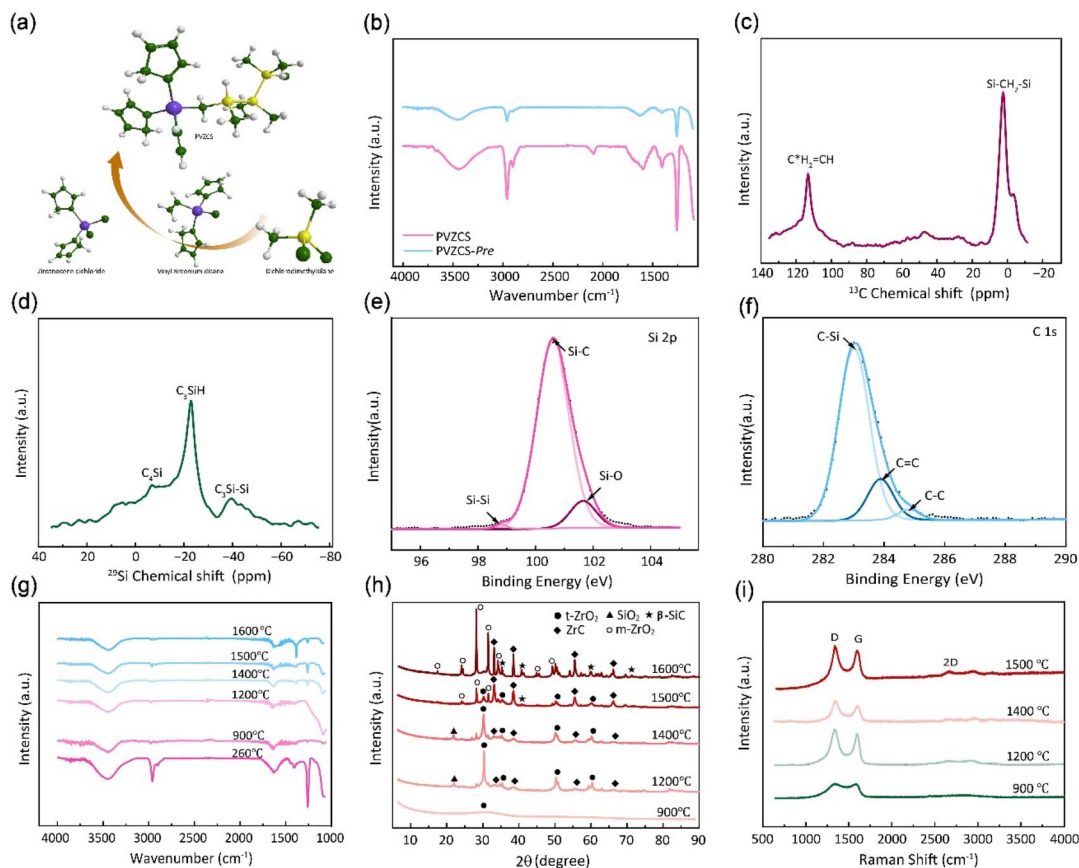 (a)
PVZCS
Zirconocene dichloride
Vinyl zirconium dicane
Dichlorodimethylsilane
(b)
Intensity (a.u.)
PVZCS
PVZCS-Pre
4000 3500 3000 2500 2000 1500
Wavenumber (cm⁻¹)
(c)
Intensity (a.u.)
C*H₂=CH
Si-CH₂-Si
140 120 100 80 60 40 20 0 −20
¹³C Chemical shift (ppm)
(d)
Intensity (a.u.)
C₄Si
C₃SiH
C₃Si-Si
40 20 0 −20 −40 −60 −80
²⁹Si Chemical shift (ppm)
(e)
Intensity(a.u.)
Si 2p
Si-C
Si-Si
Si-O
96 98 100 102 104
Binding Energy (eV)
(f)
Intensity(a.u.)
C 1s
C-Si
C=C
C-C
280 282 284 286 288 290
Binding Energy (eV)
(g)
Intensity (a.u.)
1600°C
1500°C
1400°C
1200°C
900°C
260°C
4000 3500 3000 2500 2000 1500 1000
Wavenumber (cm⁻¹)
(h)
Intensity (a.u.)
t-ZrO₂ SiO₂ β-SiC
ZrC m-ZrO₂
1600°C
1500°C
1400°C
1200°C
900°C
10 20 30 40 50 60 70 80 90
2θ (degree)
(i)
Intensity (a.u.)
D G
2D
1500 °C
1400 °C
1200 °C
900 °C
1000 1500 2000 2500 3000 3500 4000
Raman Shift (cm⁻¹)